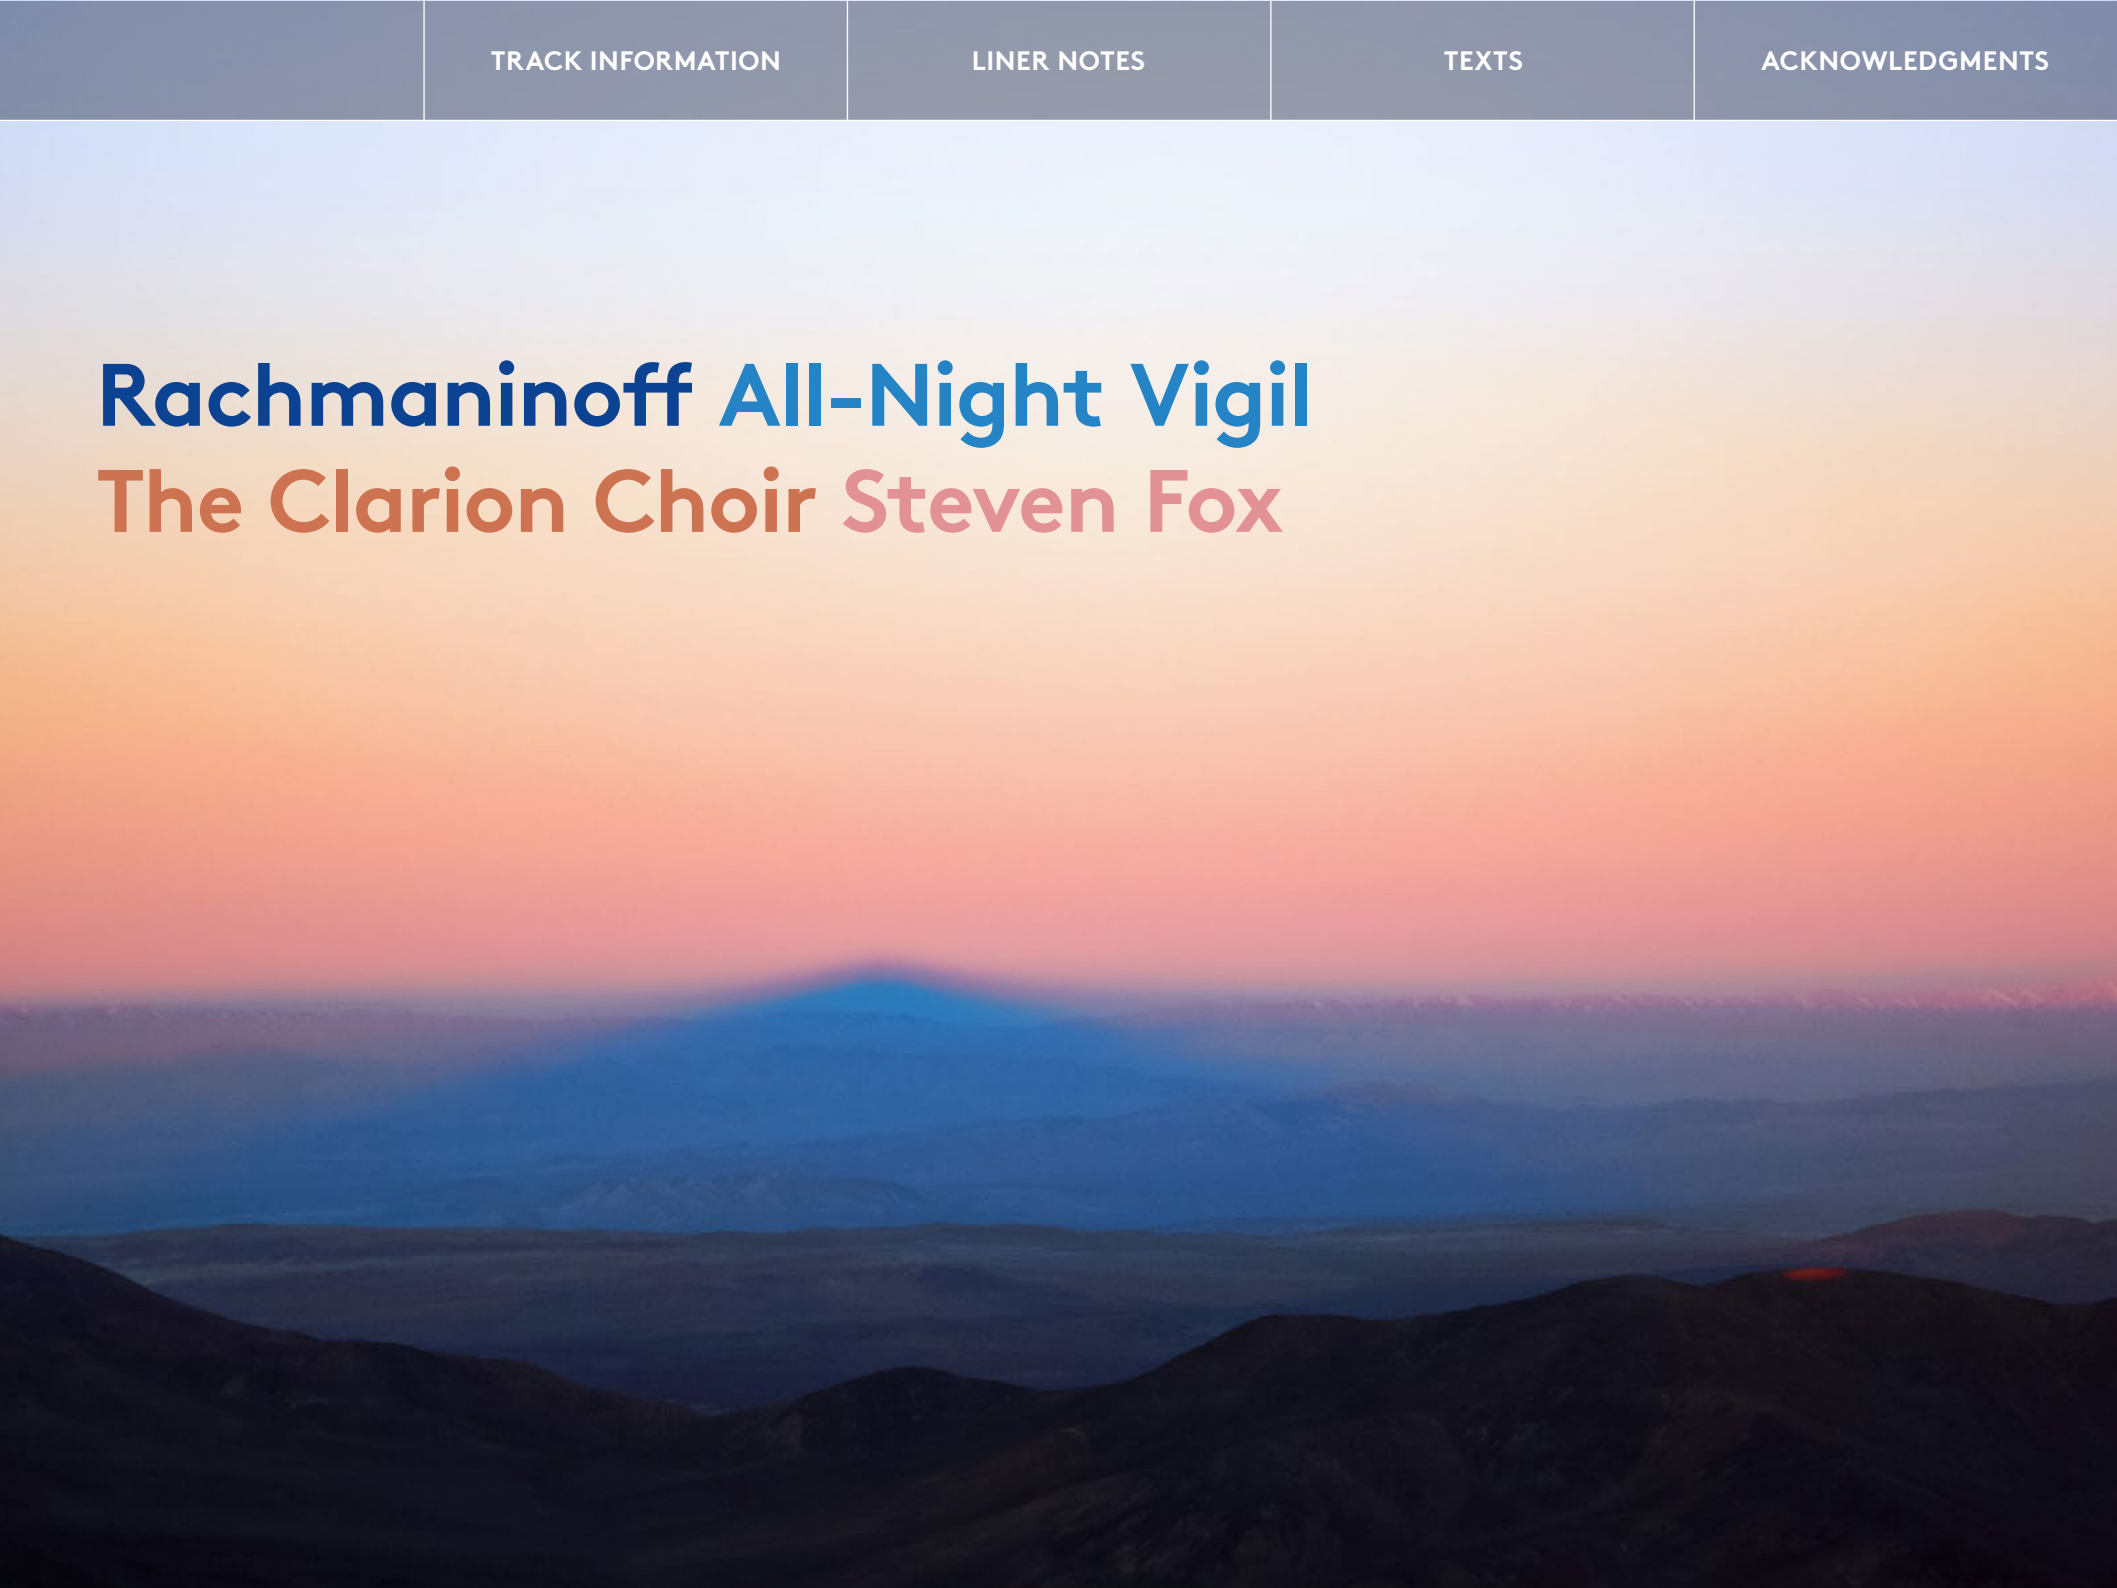 TRACK INFORMATION
LINER NOTES
TEXTS
ACKNOWLEDGMENTS
Rachmaninoff All-Night Vigil
The Clarion Choir Steven Fox